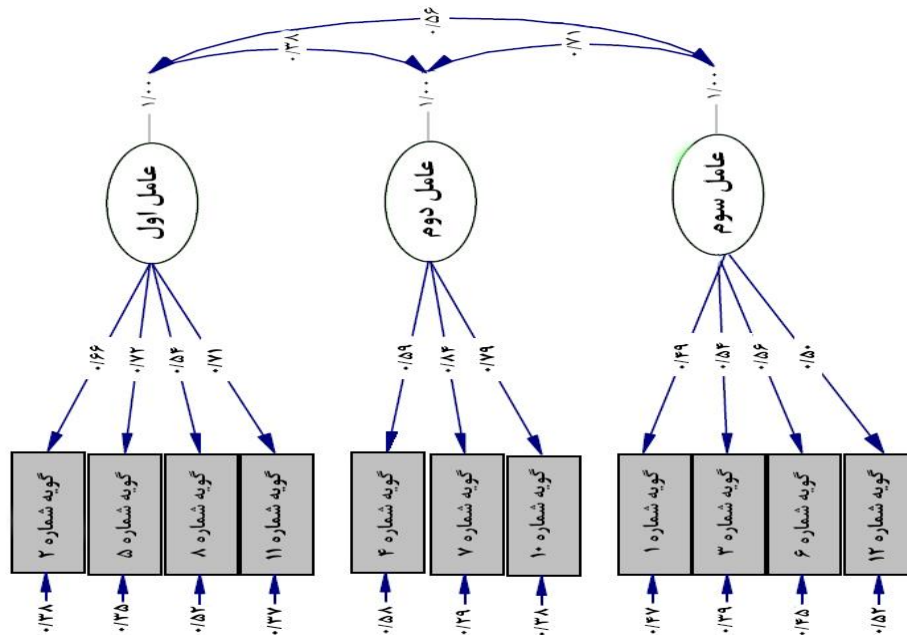 ۰/۵۶
۰/۳۸
۰/۷۱
۱/۰۰
۱/۰۰
۱/۰۰
عامل اول
عامل دوم
عامل سوم
۰/۶۶
۰/۷۲
۰/۵۴
۰/۷۱
۰/۵۹
۰/۸۴
۰/۷۹
۰/۴۹
۰/۵۴
۰/۵۶
۰/۵۰
گویه شماره ۲
گویه شماره ۵
گویه شماره ۸
گویه شماره ۱۱
گویه شماره ۴
گویه شماره ۷
گویه شماره ۱۰
گویه شماره ۱
گویه شماره ۳
گویه شماره ۶
گویه شماره ۱۲
۰/۳۸
۰/۳۵
۰/۵۲
۰/۳۷
۰/۵۸
۰/۲۹
۰/۳۸
۰/۴۷
۰/۳۹
۰/۴۵
۰/۵۲